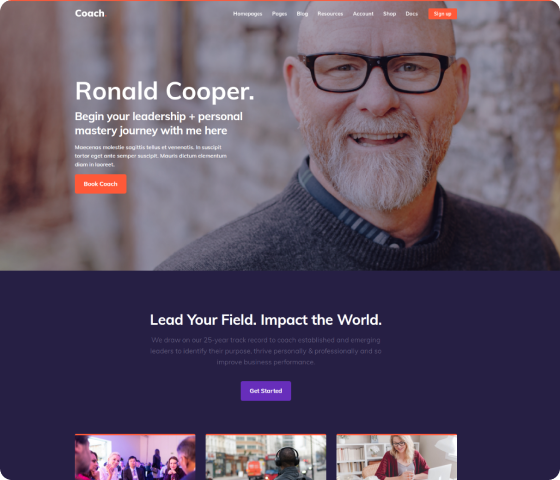 Coach
Homepages Pages Blog Resources Account Shop Docs Sign up
Ronald Cooper.
Begin your leadership + personal
mastery journey with me here
Maecenas molestie sagittis tellus et venenatis. In suscipit
tortor eget ante semper suscipit. Mauris dictum elementum
diam in laoreet.
Book Coach
Lead Your Field. Impact the World.
We draw on our 25-year track record to coach established and emerging
leaders to identify their purpose, thrive personally & professionally and so
improve business performance.
Get Started